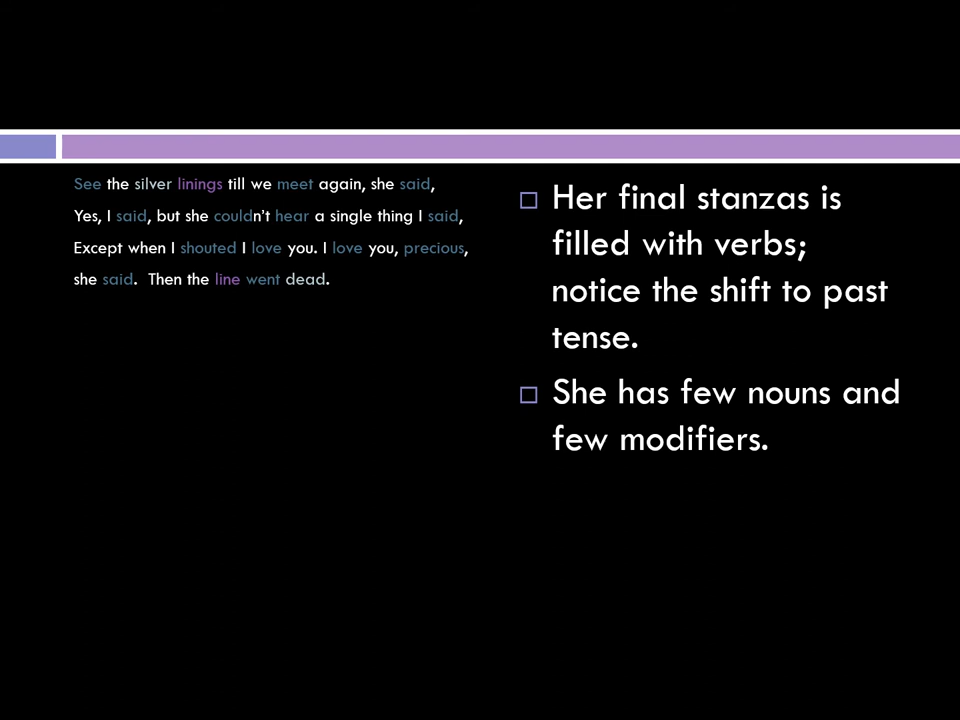 See the silver linings till we meet again, she said,
Yes, I said, but she couldn't hear a single thing I said,
Except when I shouted I love you. I love you, precious,
she said.  Then the line went dead.
Her final stanzas is
filled with verbs;
notice the shift to past
tense.
She has few nouns and
few modifiers.